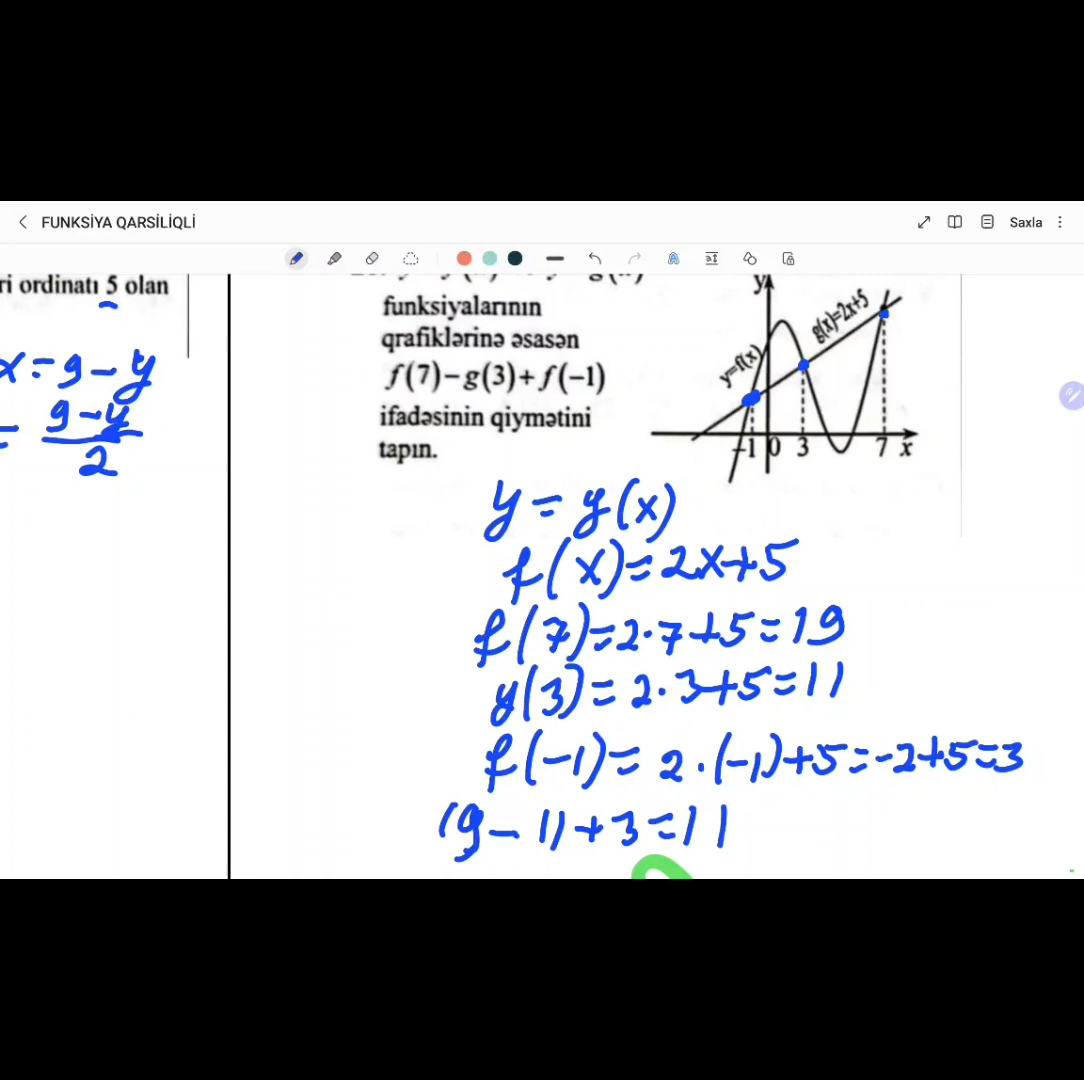 FUNKSİYA QARSİLİQLİ
Saxla
ri ordinatı 5 olan
x=9-y
= 9-y
2
funksiyalarının
qrafiklərinə əsasən
f(7)-g(3)+f(-1)
ifadəsinin qiymətini
tapın.
y
y=f(x)
g(x)=2x+5
-1 0 3 7 x
y=g(x)
f(x)=2x+5
f(7)=2·7+5=19
g(3)=2·3+5=11
f(-1)=2·(-1)+5=-2+5=3
19-11+3=11